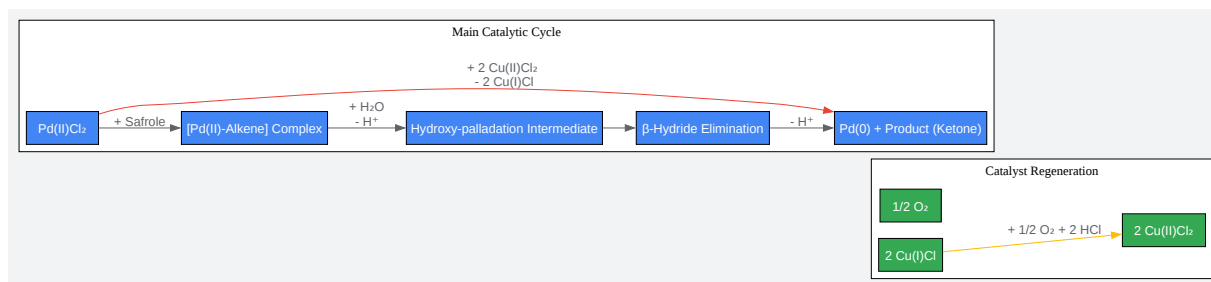 Main Catalytic Cycle
+ 2 Cu(II)Cl₂
- 2 Cu(I)Cl
Pd(II)Cl₂
+ Safrole
[Pd(II)-Alkene] Complex
+ H₂O
- H⁺
Hydroxy-palladation Intermediate
β-Hydride Elimination
- H⁺
Pd(0) + Product (Ketone)
Catalyst Regeneration
1/2 O₂
2 Cu(I)Cl
+ 1/2 O₂ + 2 HCl
2 Cu(II)Cl₂